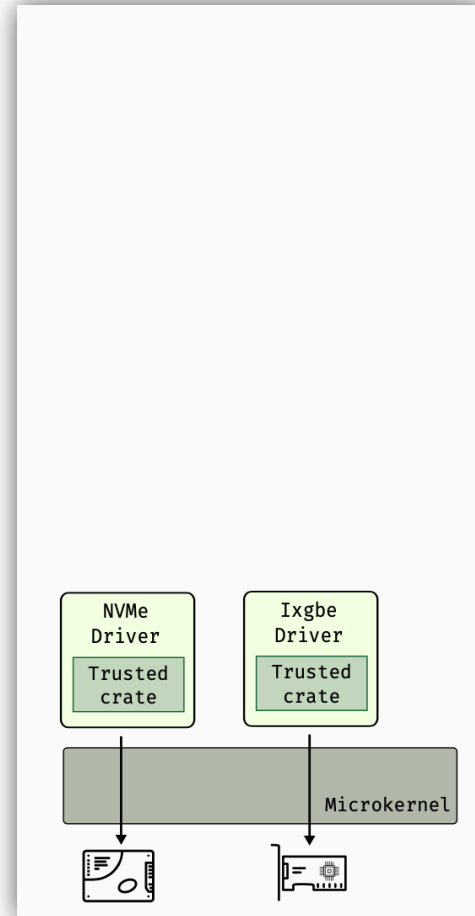 NVMe
Driver
Trusted
crate
Ixgbe
Driver
Trusted
crate
Microkernel